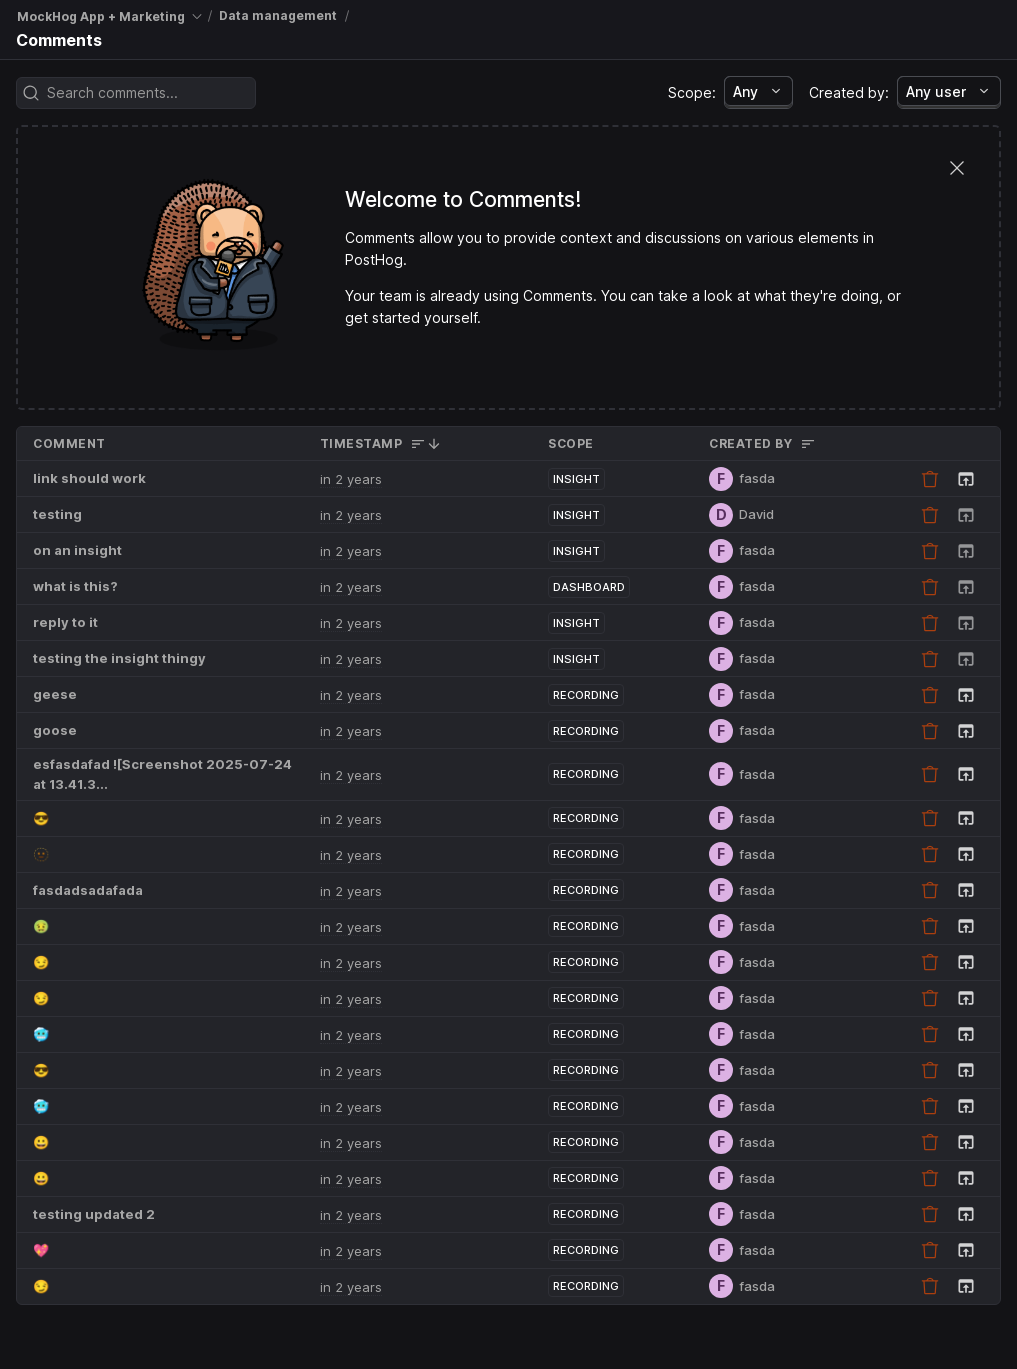 MockHog App + Marketing / Data management /
Comments
Search comments...
Scope: Any Created by: Any user
Welcome to Comments!
Comments allow you to provide context and discussions on various elements in
PostHog.
Your team is already using Comments. You can take a look at what they're doing, or
get started yourself.
COMMENT TIMESTAMP SCOPE CREATED BY
link should work in 2 years INSIGHT F fasda
testing in 2 years INSIGHT D David
on an insight in 2 years INSIGHT F fasda
what is this? in 2 years DASHBOARD F fasda
reply to it in 2 years INSIGHT F fasda
testing the insight thingy in 2 years INSIGHT F fasda
geese in 2 years RECORDING F fasda
goose in 2 years RECORDING F fasda
esfasdafad ![Screenshot 2025-07-24
at 13.41.3... in 2 years RECORDING F fasda
😎 in 2 years RECORDING F fasda
🌚 in 2 years RECORDING F fasda
fasdadsadafada in 2 years RECORDING F fasda
🤢 in 2 years RECORDING F fasda
😏 in 2 years RECORDING F fasda
😏 in 2 years RECORDING F fasda
🥶 in 2 years RECORDING F fasda
😎 in 2 years RECORDING F fasda
🥶 in 2 years RECORDING F fasda
😀 in 2 years RECORDING F fasda
😀 in 2 years RECORDING F fasda
testing updated 2 in 2 years RECORDING F fasda
💖 in 2 years RECORDING F fasda
😏 in 2 years RECORDING F fasda